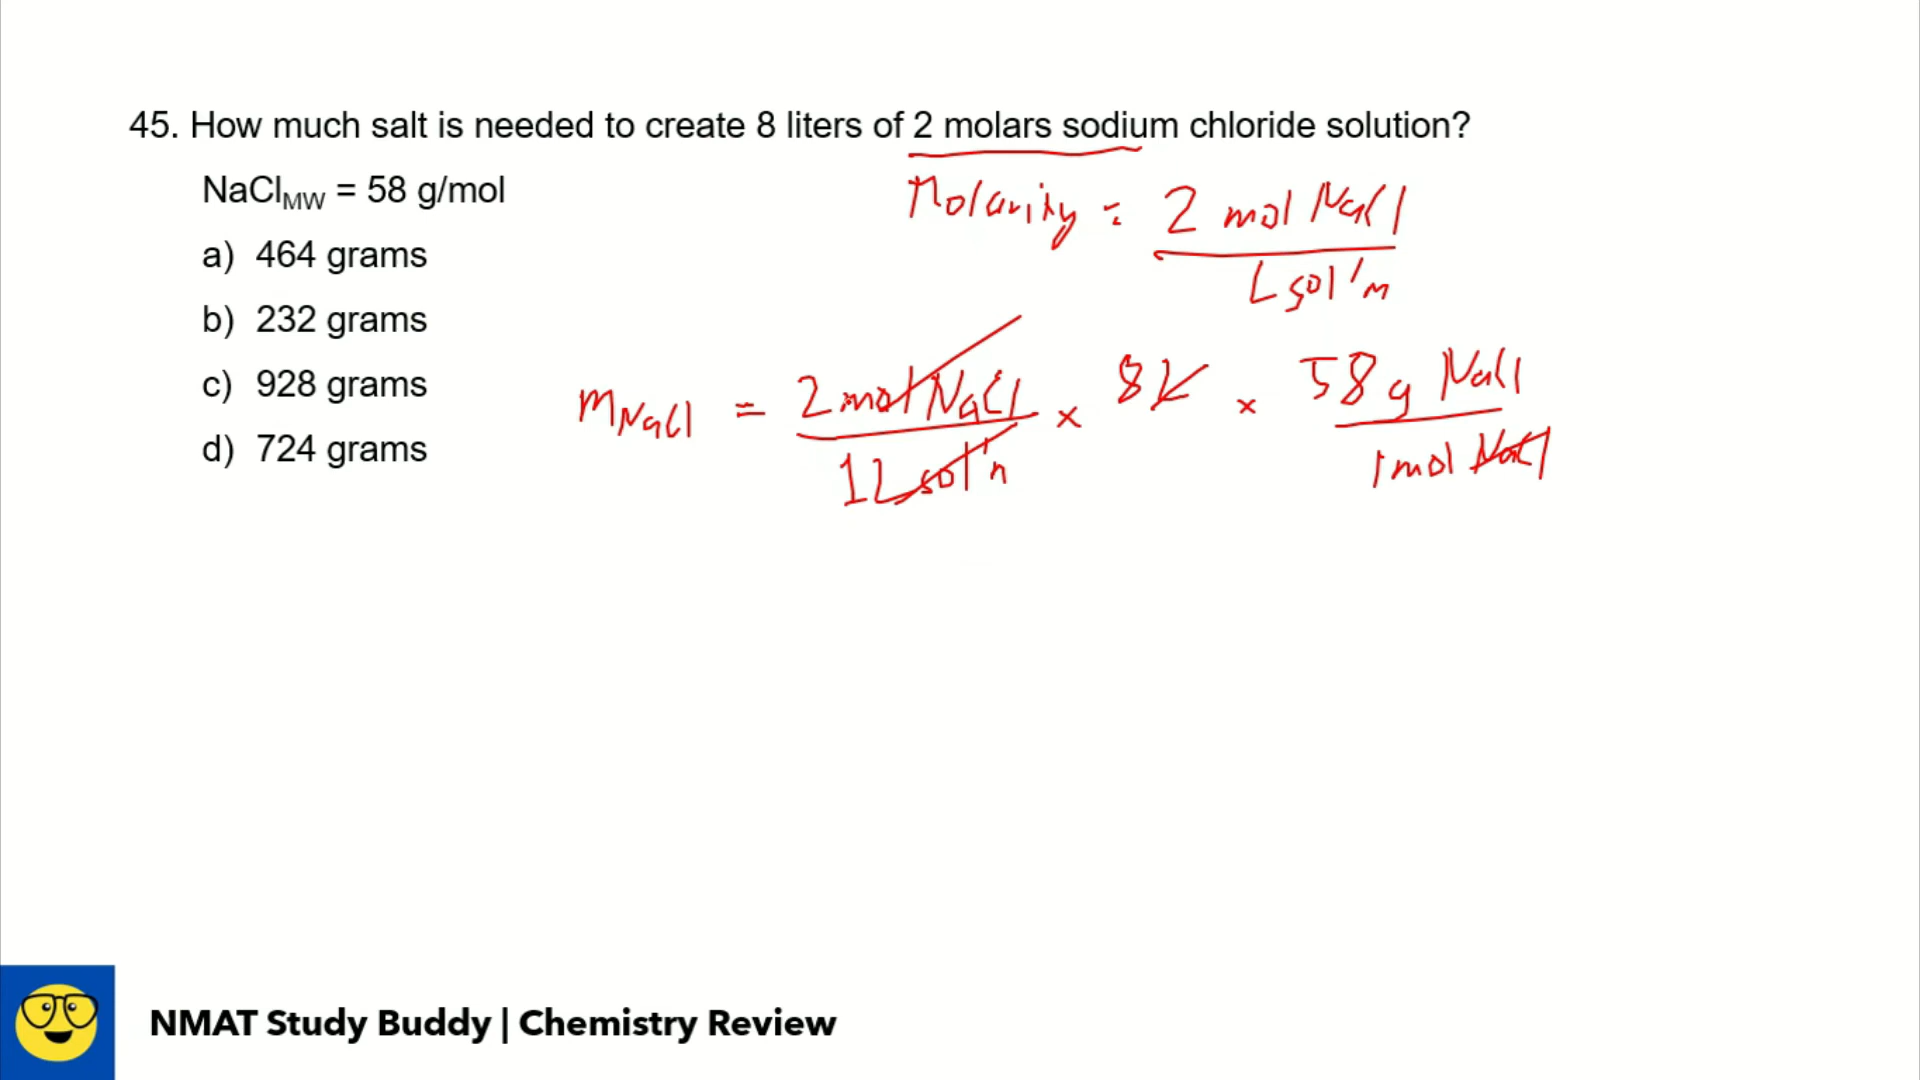 45. How much salt is needed to create 8 liters of 2 molars sodium chloride solution?
NaClMW = 58 g/mol
Molarity = 2 mol NaCl
L sol'n
a) 464 grams
b) 232 grams
c) 928 grams
d) 724 grams
mNaCl = 2 mol NaCl × 8 L × 58 g NaCl
1 L sol'n 1 mol NaCl
NMAT Study Buddy | Chemistry Review